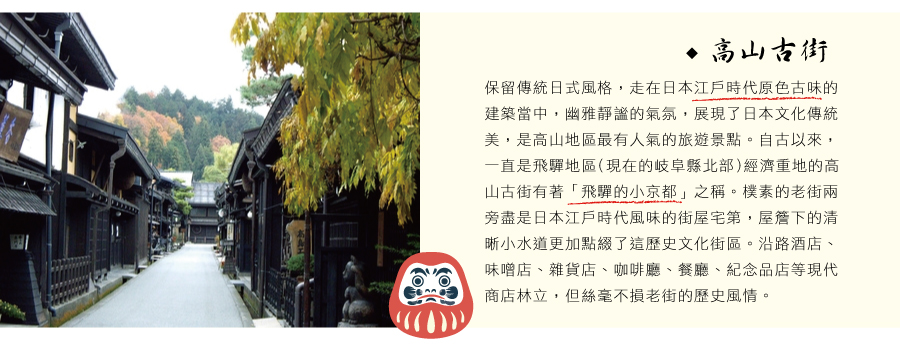 ◆ 高山古街
保留傳統日式風格，走在日本江戶時代原色古味的
建築當中，幽雅靜謐的氣氛，展現了日本文化傳統
美，是高山地區最有人氣的旅遊景點。自古以來，
一直是飛驒地區(現在的岐阜縣北部)經濟重地的高
山古街有著「飛驒的小京都」之稱。樸素的老街兩
旁盡是日本江戶時代風味的街屋宅第，屋簷下的清
晰小水道更加點綴了這歷史文化街區。沿路酒店、
味噌店、雜貨店、咖啡廳、餐廳、紀念品店等現代
商店林立，但絲毫不損老街的歷史風情。